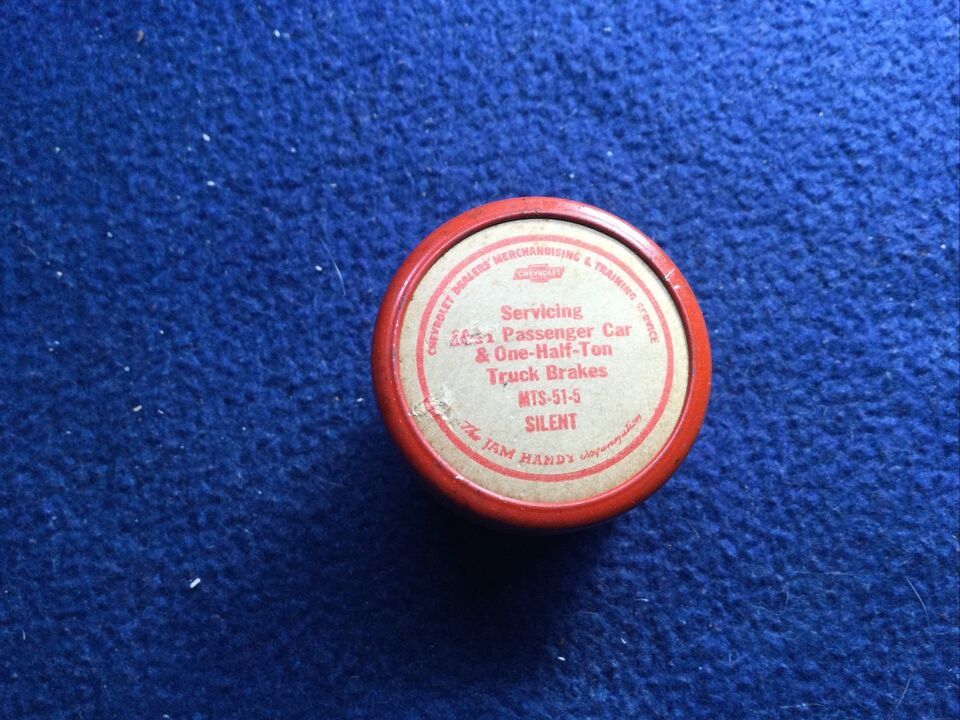 CHEVROLET DEALERS' MERCHANDISING & TRAINING SERVICE
CHEVROLET
Servicing
Passenger Car
& One-Half-Ton
Truck Brakes
MTS-51-5
SILENT
The JAM HANDY Organization